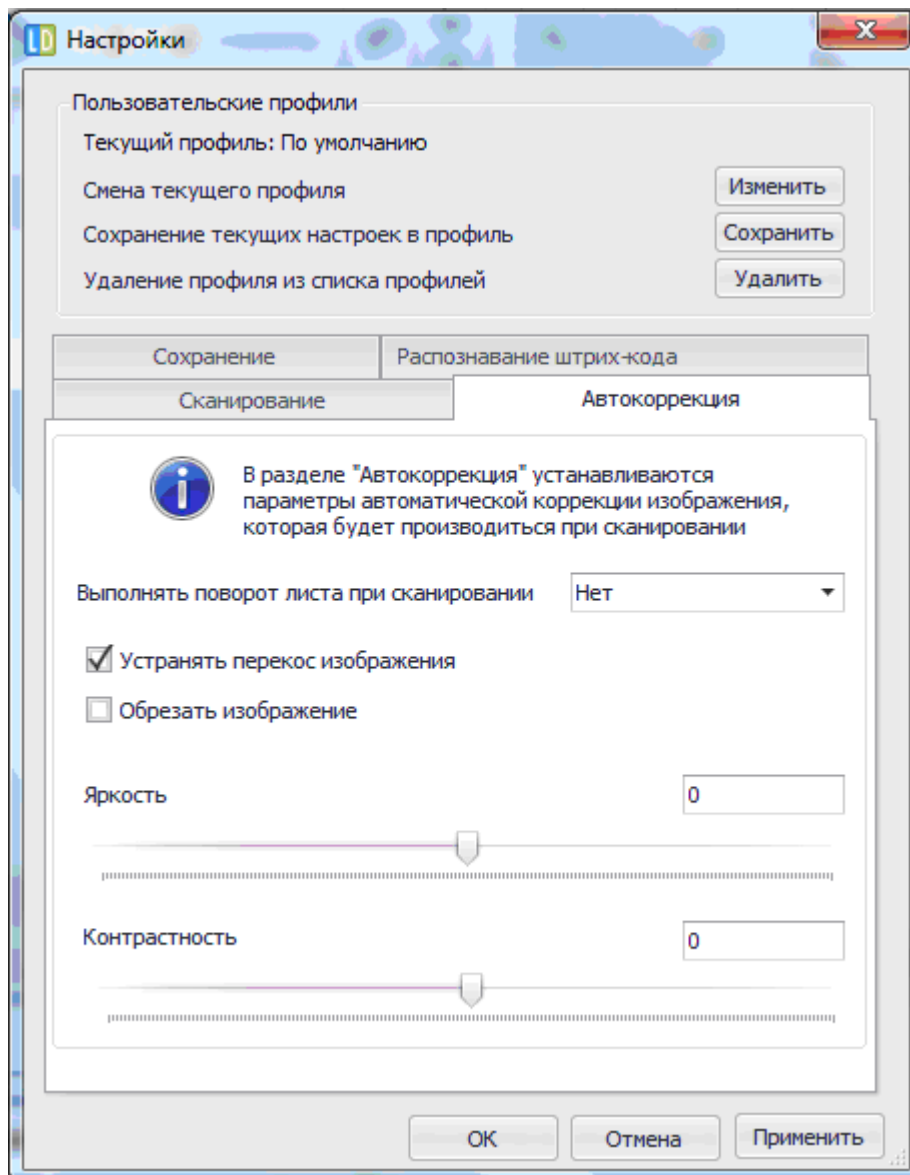 LD Настройки
Пользовательские профили
Текущий профиль: По умолчанию
Смена текущего профиля Изменить
Сохранение текущих настроек в профиль Сохранить
Удаление профиля из списка профилей Удалить
Сохранение Распознавание штрих-кода
Сканирование Автокоррекция
В разделе "Автокоррекция" устанавливаются
параметры автоматической коррекции изображения,
которая будет производиться при сканировании
Выполнять поворот листа при сканировании Нет
Устранять перекос изображения
Обрезать изображение
Яркость 0
Контрастность 0
OK Отмена Применить